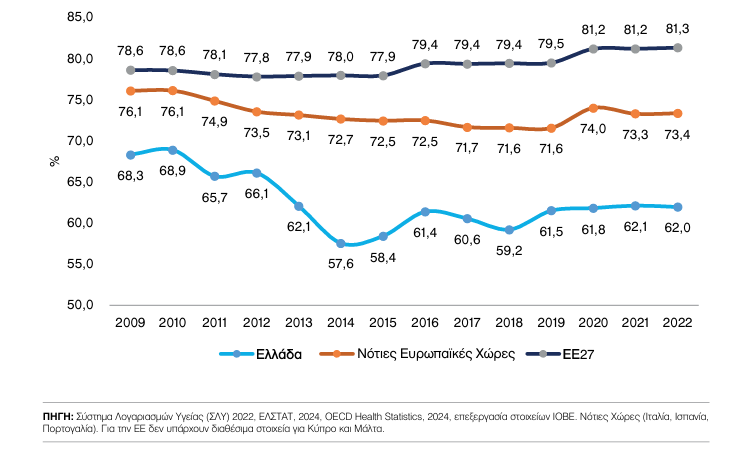 85,0
81,2 81,2 81,3
79,4 79,4 79,4 79,5
80,0 78,6 78,6 78,1 77,8 77,9 78,0 77,9
75,0
76,1 76,1 74,9 73,5 73,1 72,7 72,5 72,5 71,7 71,6 71,6 74,0 73,3 73,4
70,0
%
65,0
68,3 68,9 65,7 66,1 62,1 57,6 58,4 61,4 60,6 59,2 61,5 61,8 62,1 62,0
60,0
55,0
50,0
2009 2010 2011 2012 2013 2014 2015 2016 2017 2018 2019 2020 2021 2022
Ελλάδα Νότιες Ευρωπαϊκές Χώρες ΕΕ27
ΠΗΓΗ: Σύστημα Λογαριασμών Υγείας (ΣΛΥ) 2022, ΕΛΣΤΑΤ, 2024, OECD Health Statistics, 2024, επεξεργασία στοιχείων ΙΟΒΕ. Νότιες Χώρες (Ιταλία, Ισπανία,
Πορτογαλία). Για την ΕΕ δεν υπάρχουν διαθέσιμα στοιχεία για Κύπρο και Μάλτα.